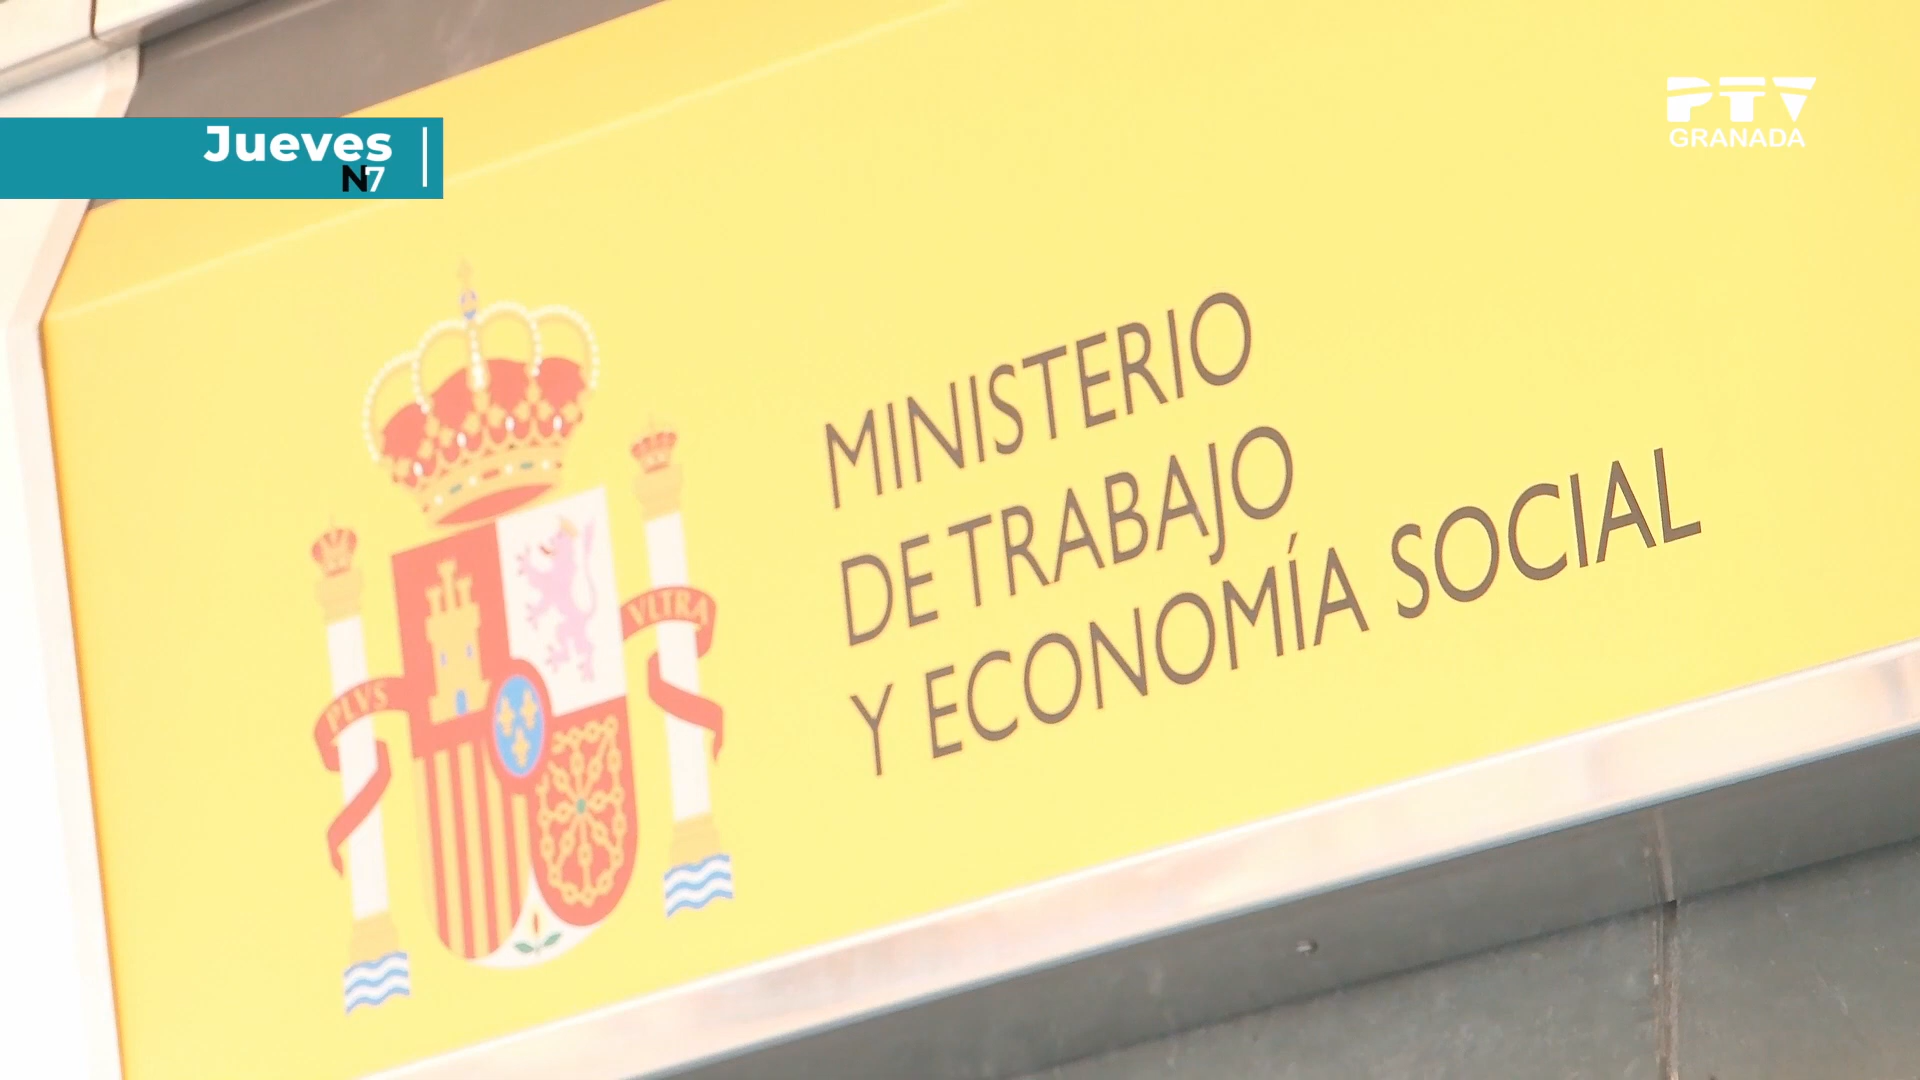 Jueves
N7
PTV
GRANADA
MINISTERIO
DE TRABAJO
Y ECONOMÍA SOCIAL
PLVS
VLTRA